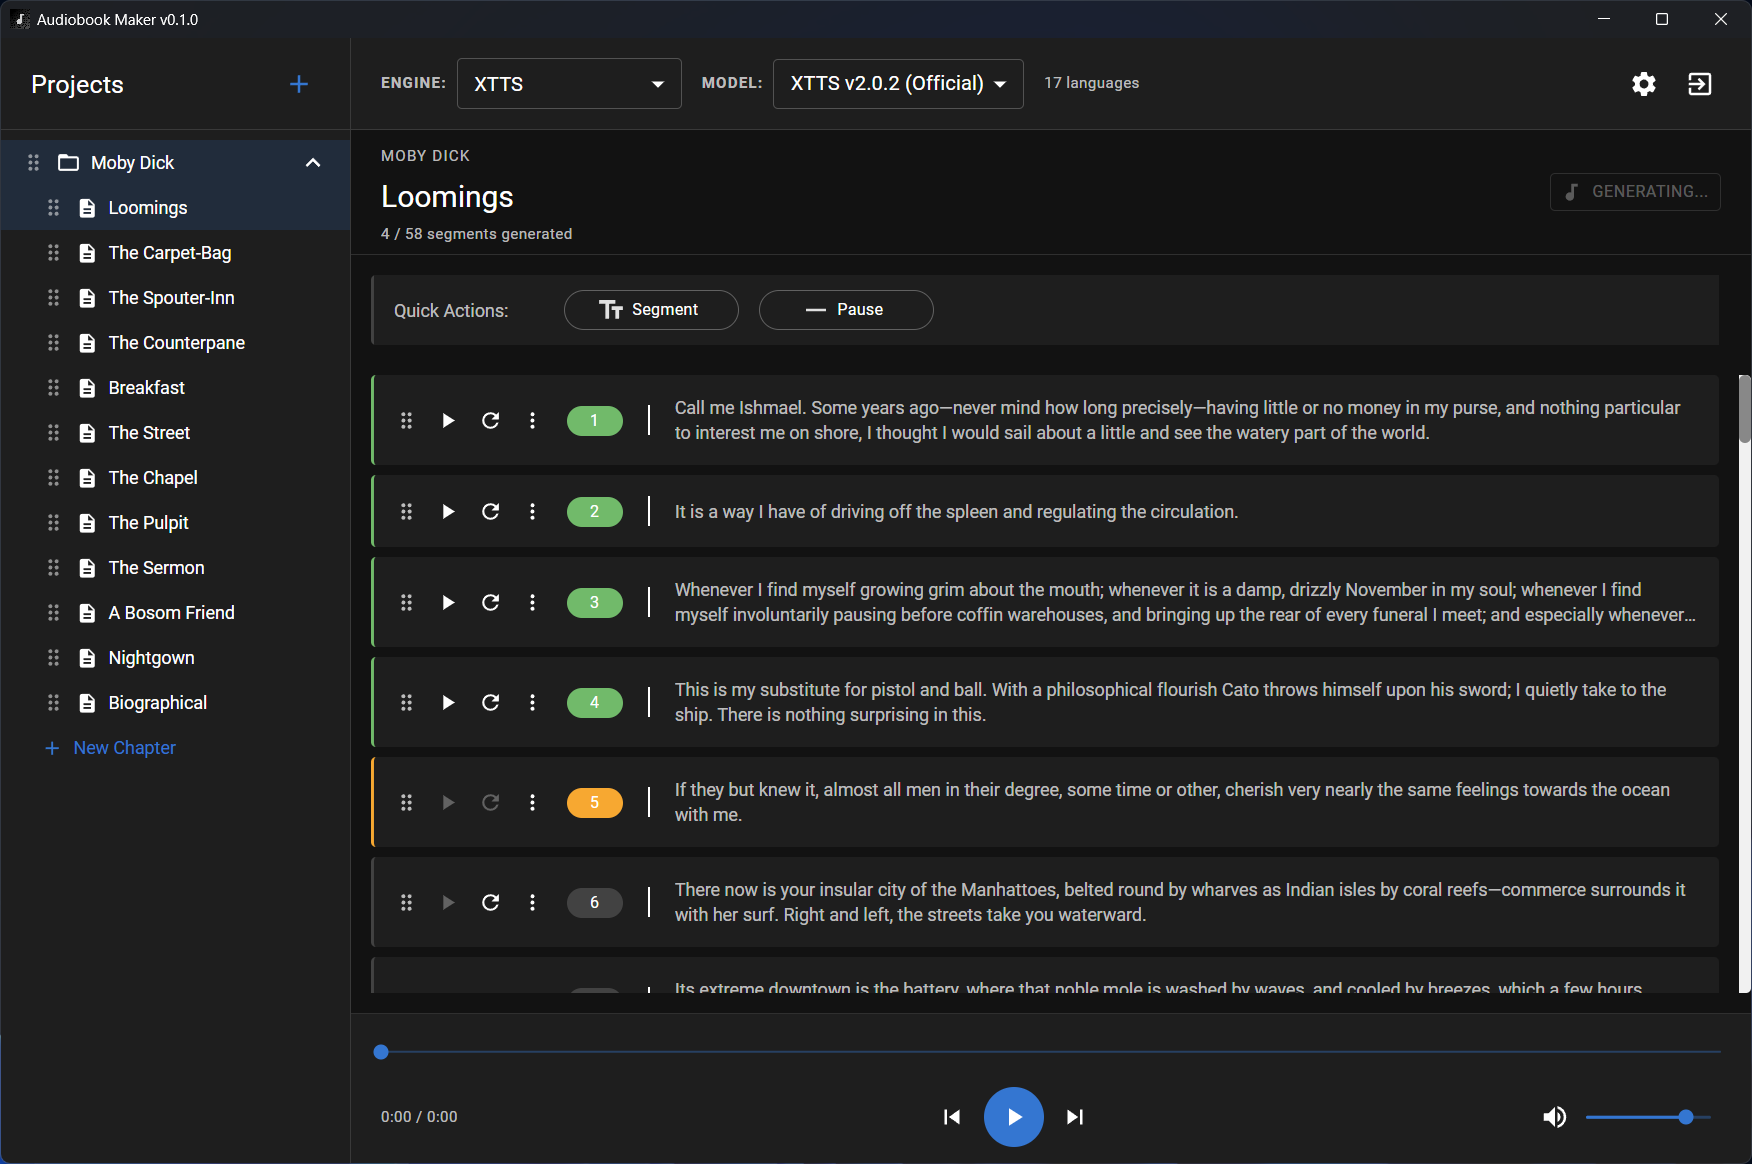 Audiobook Maker v0.1.0
Projects
ENGINE:
XTTS
MODEL:
XTTS v2.0.2 (Official)
17 languages
Moby Dick
Loomings
The Carpet-Bag
The Spouter-Inn
The Counterpane
Breakfast
The Street
The Chapel
The Pulpit
The Sermon
A Bosom Friend
Nightgown
Biographical
New Chapter
MOBY DICK
Loomings
4 / 58 segments generated
GENERATING...
Quick Actions:
Segment
Pause
1
Call me Ishmael. Some years ago—never mind how long precisely—having little or no money in my purse, and nothing particular
to interest me on shore, I thought I would sail about a little and see the watery part of the world.
2
It is a way I have of driving off the spleen and regulating the circulation.
3
Whenever I find myself growing grim about the mouth; whenever it is a damp, drizzly November in my soul; whenever I find
myself involuntarily pausing before coffin warehouses, and bringing up the rear of every funeral I meet; and especially whenever...
4
This is my substitute for pistol and ball. With a philosophical flourish Cato throws himself upon his sword; I quietly take to the
ship. There is nothing surprising in this.
5
If they but knew it, almost all men in their degree, some time or other, cherish very nearly the same feelings towards the ocean
with me.
6
There now is your insular city of the Manhattoes, belted round by wharves as Indian isles by coral reefs—commerce surrounds it
with her surf. Right and left, the streets take you waterward.
Its extreme downtown is the battery, where that noble mole is washed by waves, and cooled by breezes, which a few hours
0:00 / 0:00